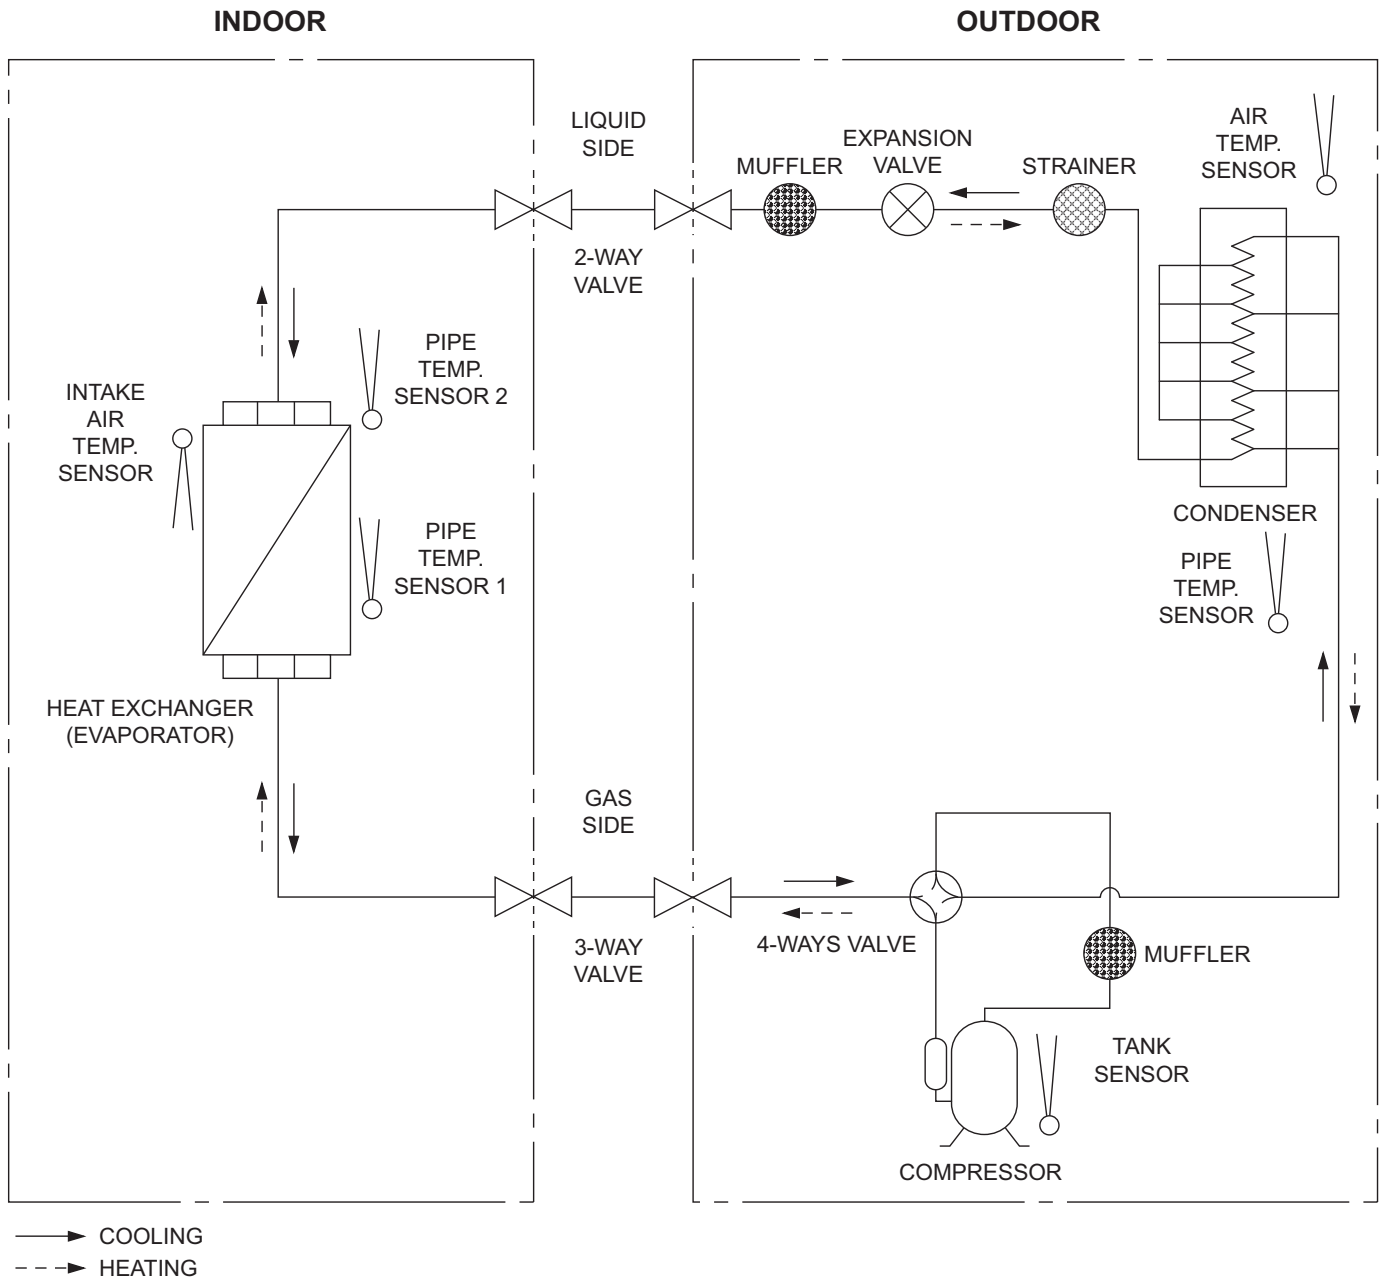 INDOOR
OUTDOOR
LIQUID
SIDE
MUFFLER
EXPANSION
VALVE
STRAINER
AIR
TEMP.
SENSOR
2-WAY
VALVE
PIPE
TEMP.
SENSOR 2
INTAKE
AIR
TEMP.
SENSOR
PIPE
TEMP.
SENSOR 1
CONDENSER
PIPE
TEMP.
SENSOR
HEAT EXCHANGER
(EVAPORATOR)
GAS
SIDE
3-WAY
VALVE
4-WAYS VALVE
MUFFLER
TANK
SENSOR
COMPRESSOR
COOLING
HEATING